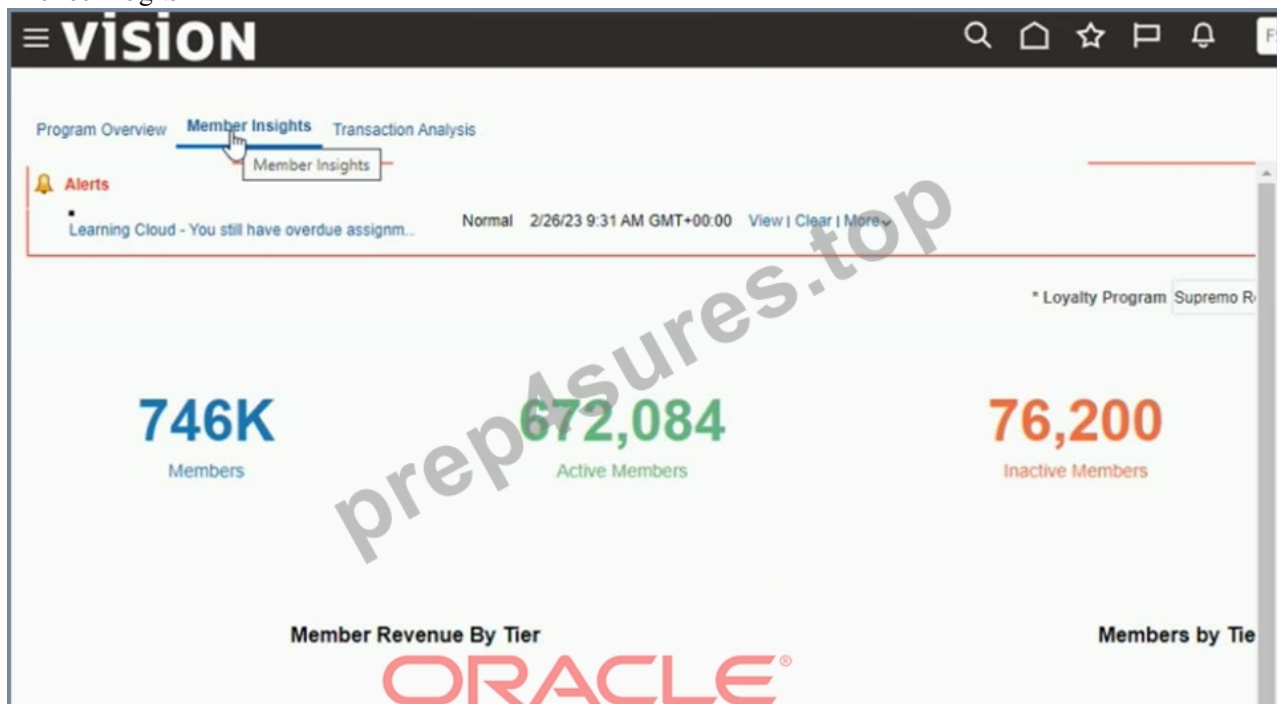 VISION
F
Program Overview Member Insights Transaction Analysis
Member Insights
Alerts
Learning Cloud - You still have overdue assignm.. Normal 2/26/23 9:31 AM GMT+00:00 View | Clear | More
* Loyalty Program Supremo R
746K 672,084 76,200
Members Active Members Inactive Members
prep4sures.top
Member Revenue By Tier Members by Tie
ORACLE®